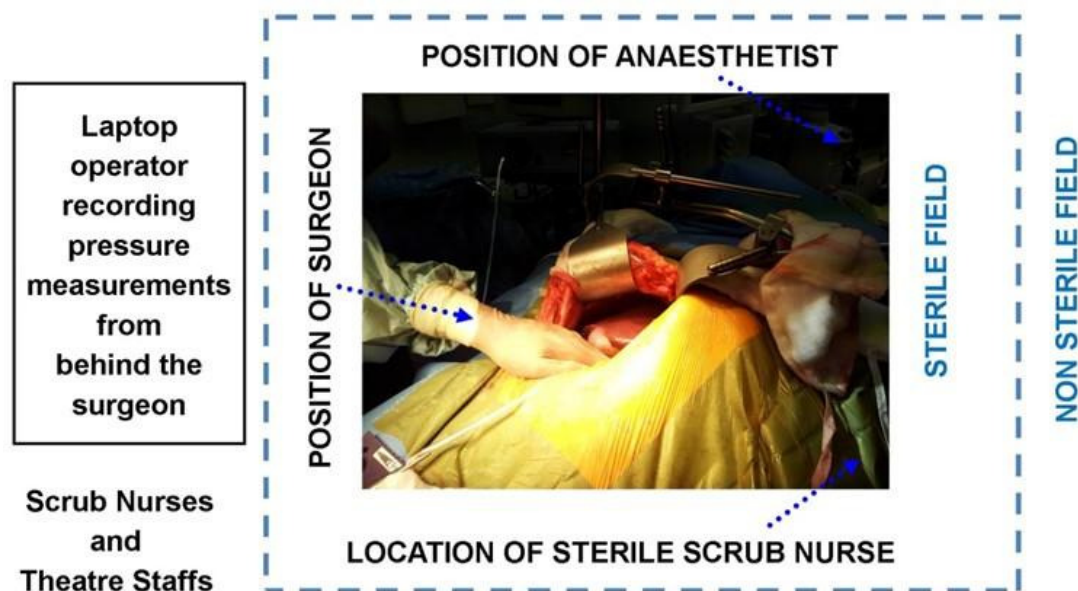 POSITION OF ANAESTHETIST
Laptop
operator
recording
pressure
measurements
from
behind the
surgeon
POSITION OF SURGEON
STERILE FIELD
NON STERILE FIELD
Scrub Nurses
and
Theatre Staffs
LOCATION OF STERILE SCRUB NURSE